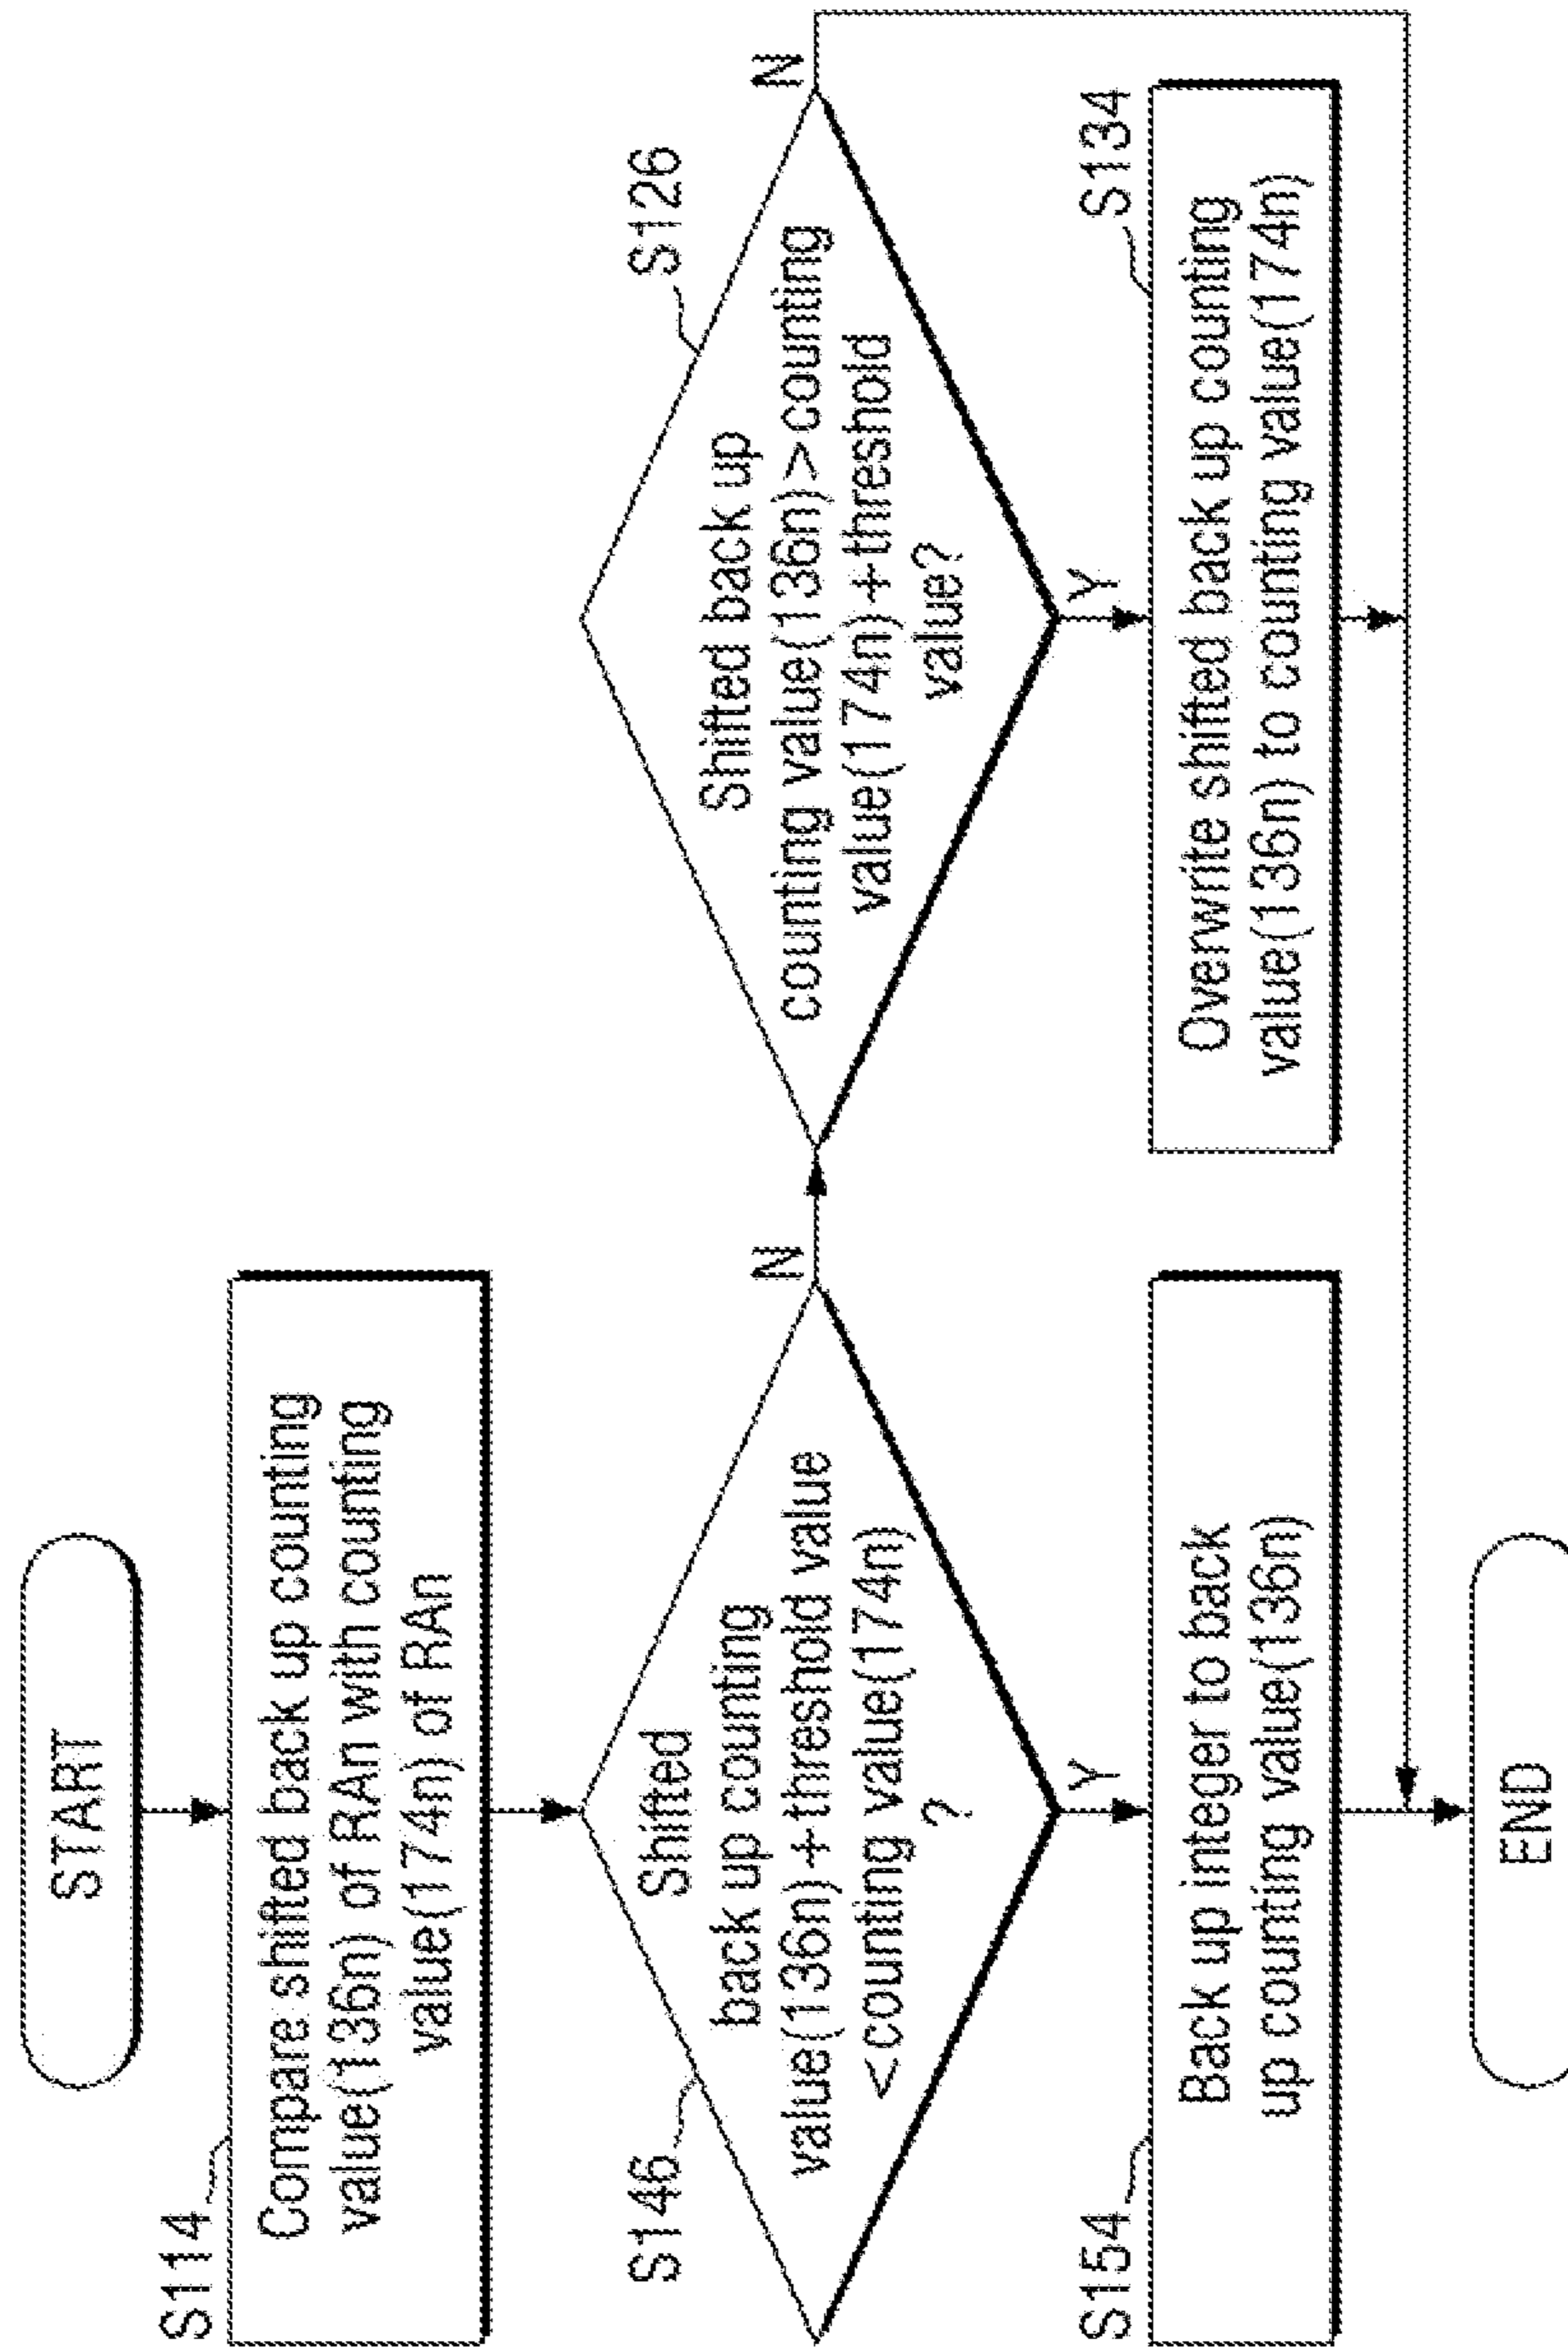 START
S114
Compare shifted back up counting
value(136n) of RAn with counting
value(174n) of RAn
S146
Shifted
back up counting
value(136n)+threshold value
<counting value(174n)
?
N
Y
S126
Shifted back up
counting value(136n)>counting
value(174n)+threshold
value?
N
Y
S154
Back up integer to back
up counting value(136n)
S134
Overwrite shifted back up counting
value(136n) to counting value(174n)
END